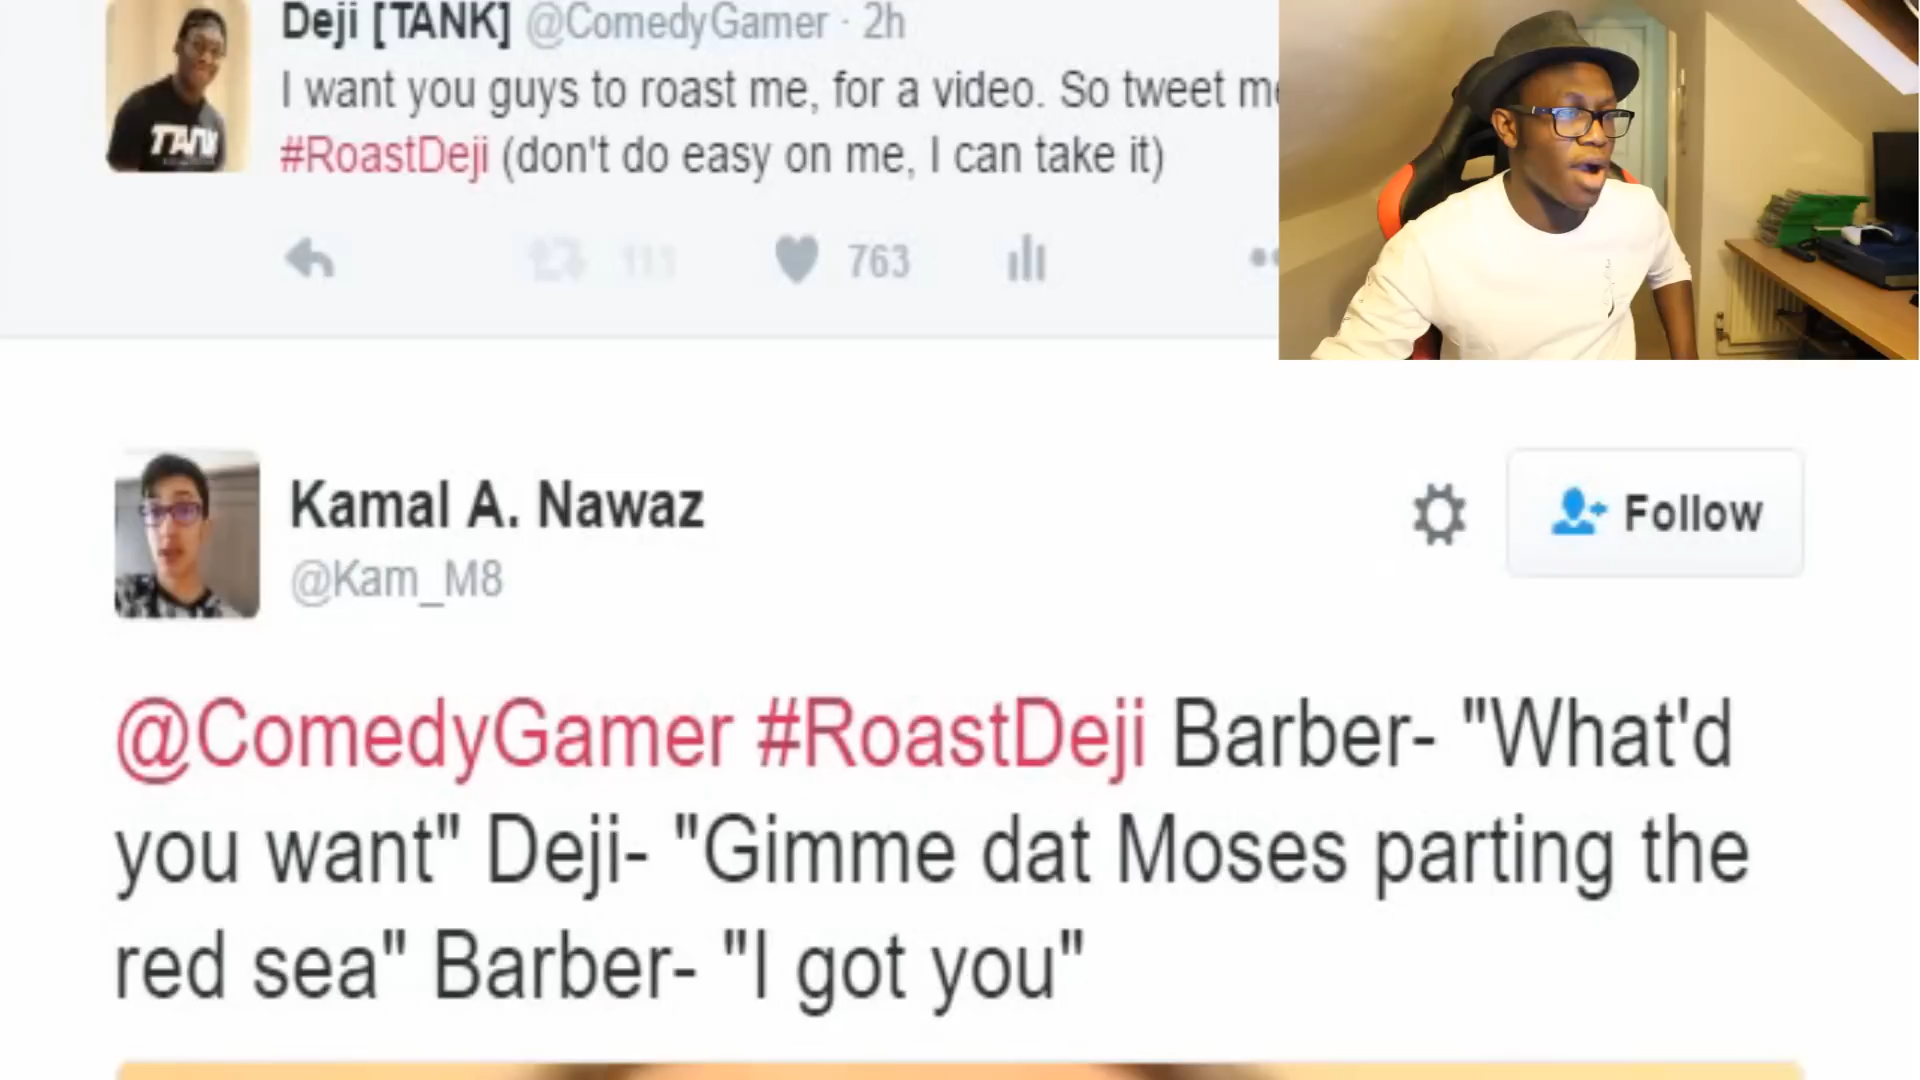 Deji [TANK] @ComedyGamer · 2h
I want you guys to roast me, for a video. So tweet me
#RoastDeji (don't do easy on me, I can take it)
763
TANK
Kamal A. Nawaz
Follow
@Kam_M8
@ComedyGamer #RoastDeji Barber- "What'd
you want" Deji- "Gimme dat Moses parting the
red sea" Barber- "I got you"